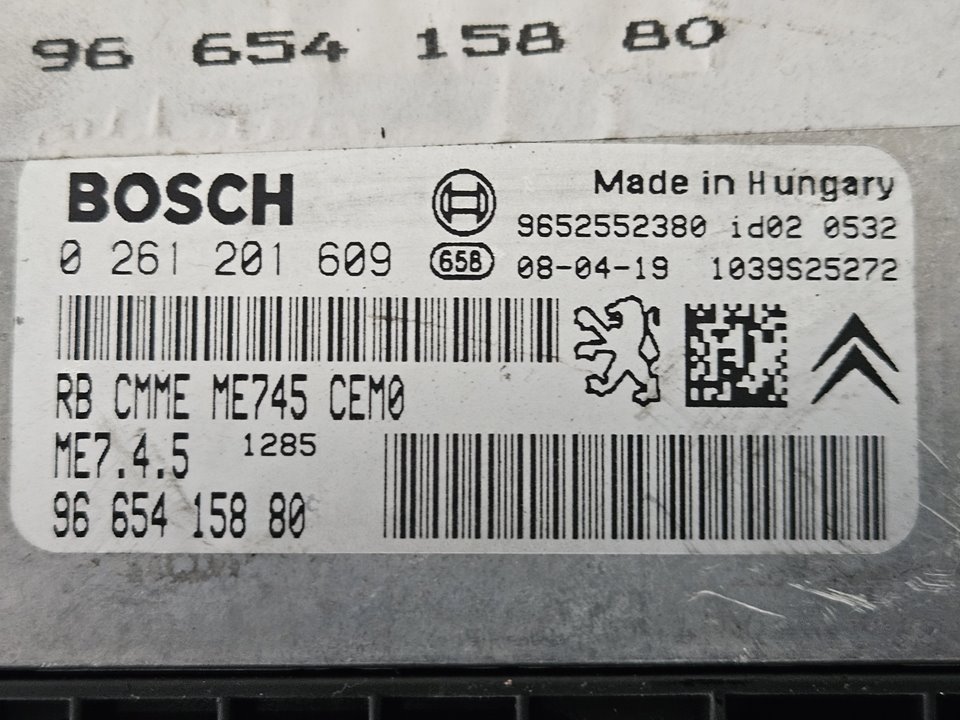 96 654 158 80
BOSCH
Made in Hungary
9652552380 id02 0532
0 261 201 609
658
08-04-19 1039S25272
RB CMME ME745 CEM0
ME7.4.5 1285
96 654 158 80